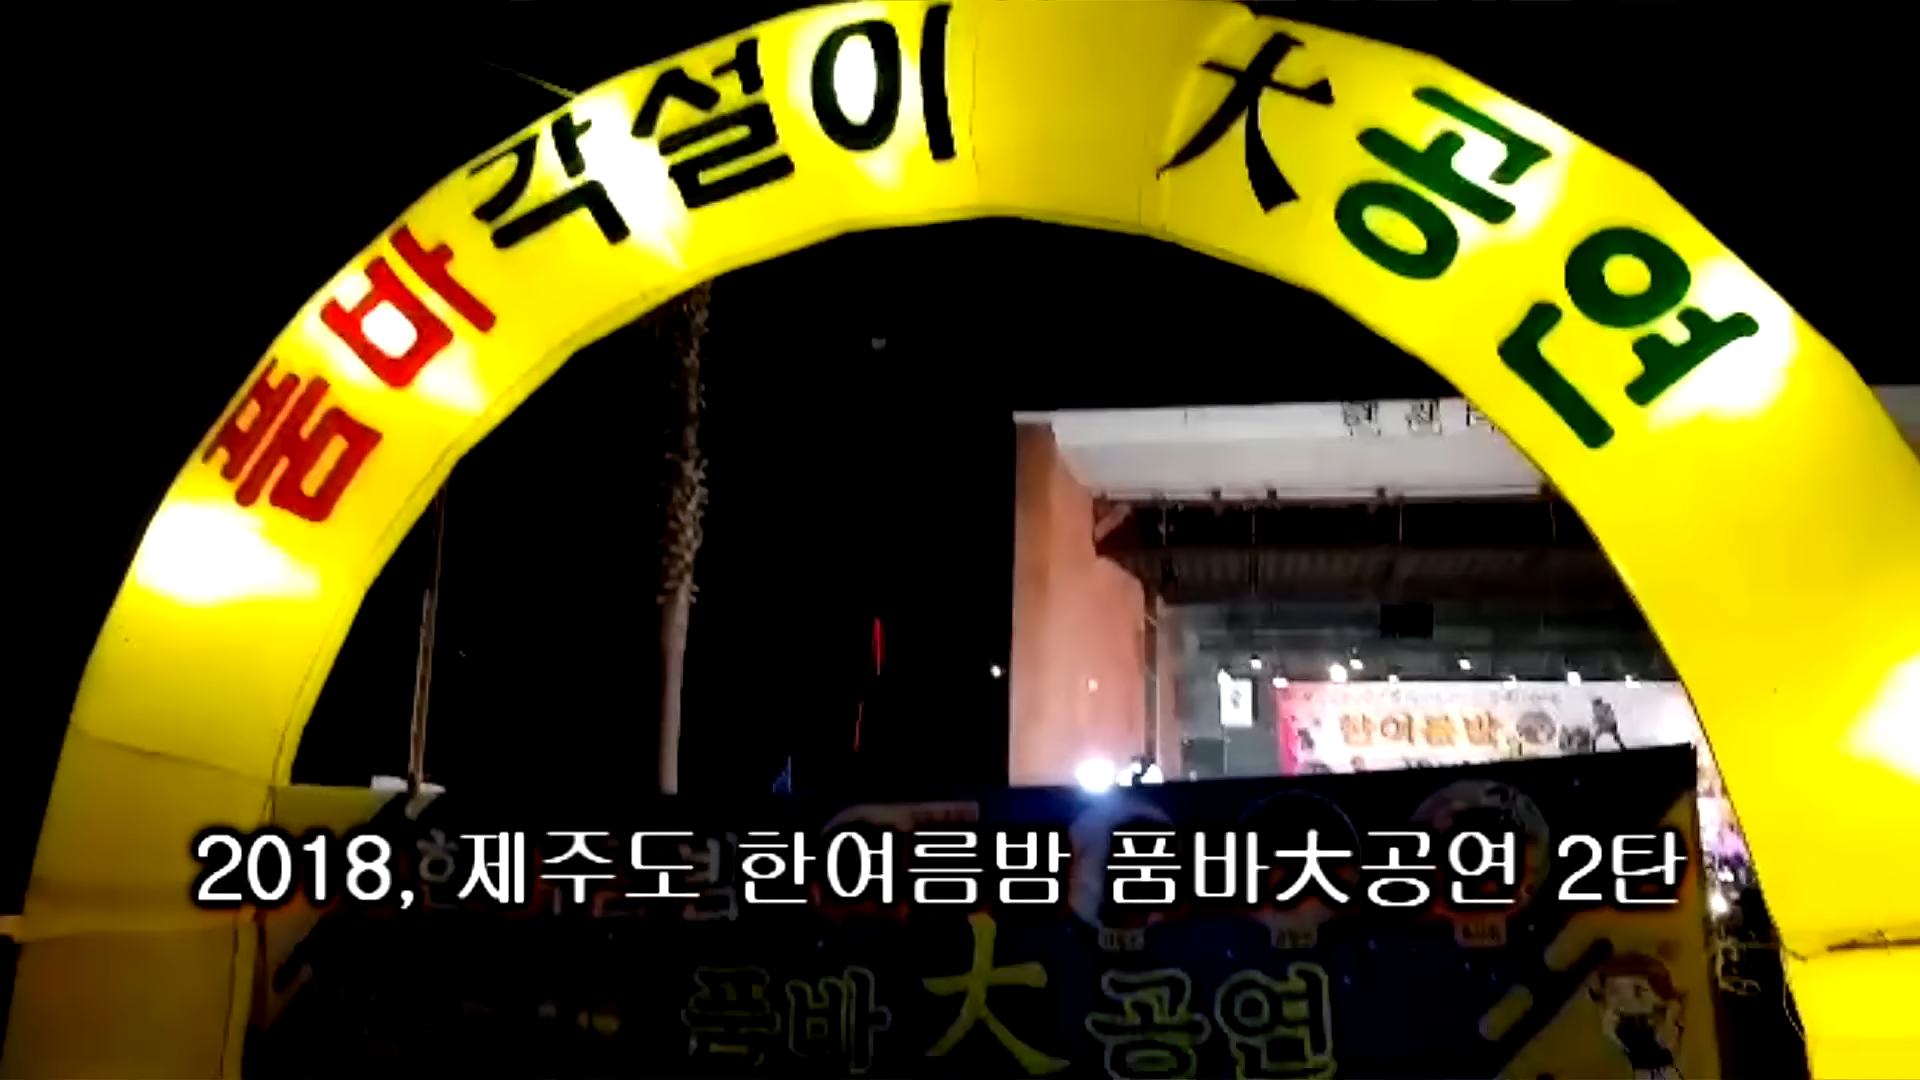 품바각설이 大공연
한여름밤
2018, 제주도 한여름밤 품바大공연 2탄
품바 大 공연